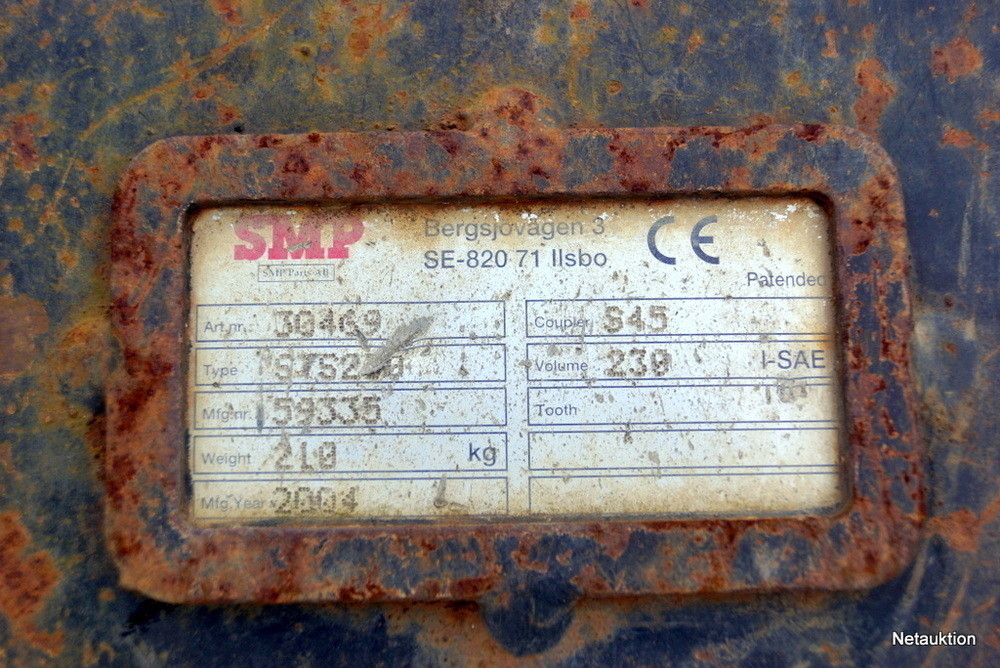 SMP
SMP Parts AB
Bergsjövägen 3
SE-820 71 Ilsbo
CE
Patented
Art.nr. 30469
Type
Mfg.nr. 59335
Weight 210 kg
Mfg.Year 2004
Coupler S45
Volume 230 l-SAE
Tooth
Netauktion